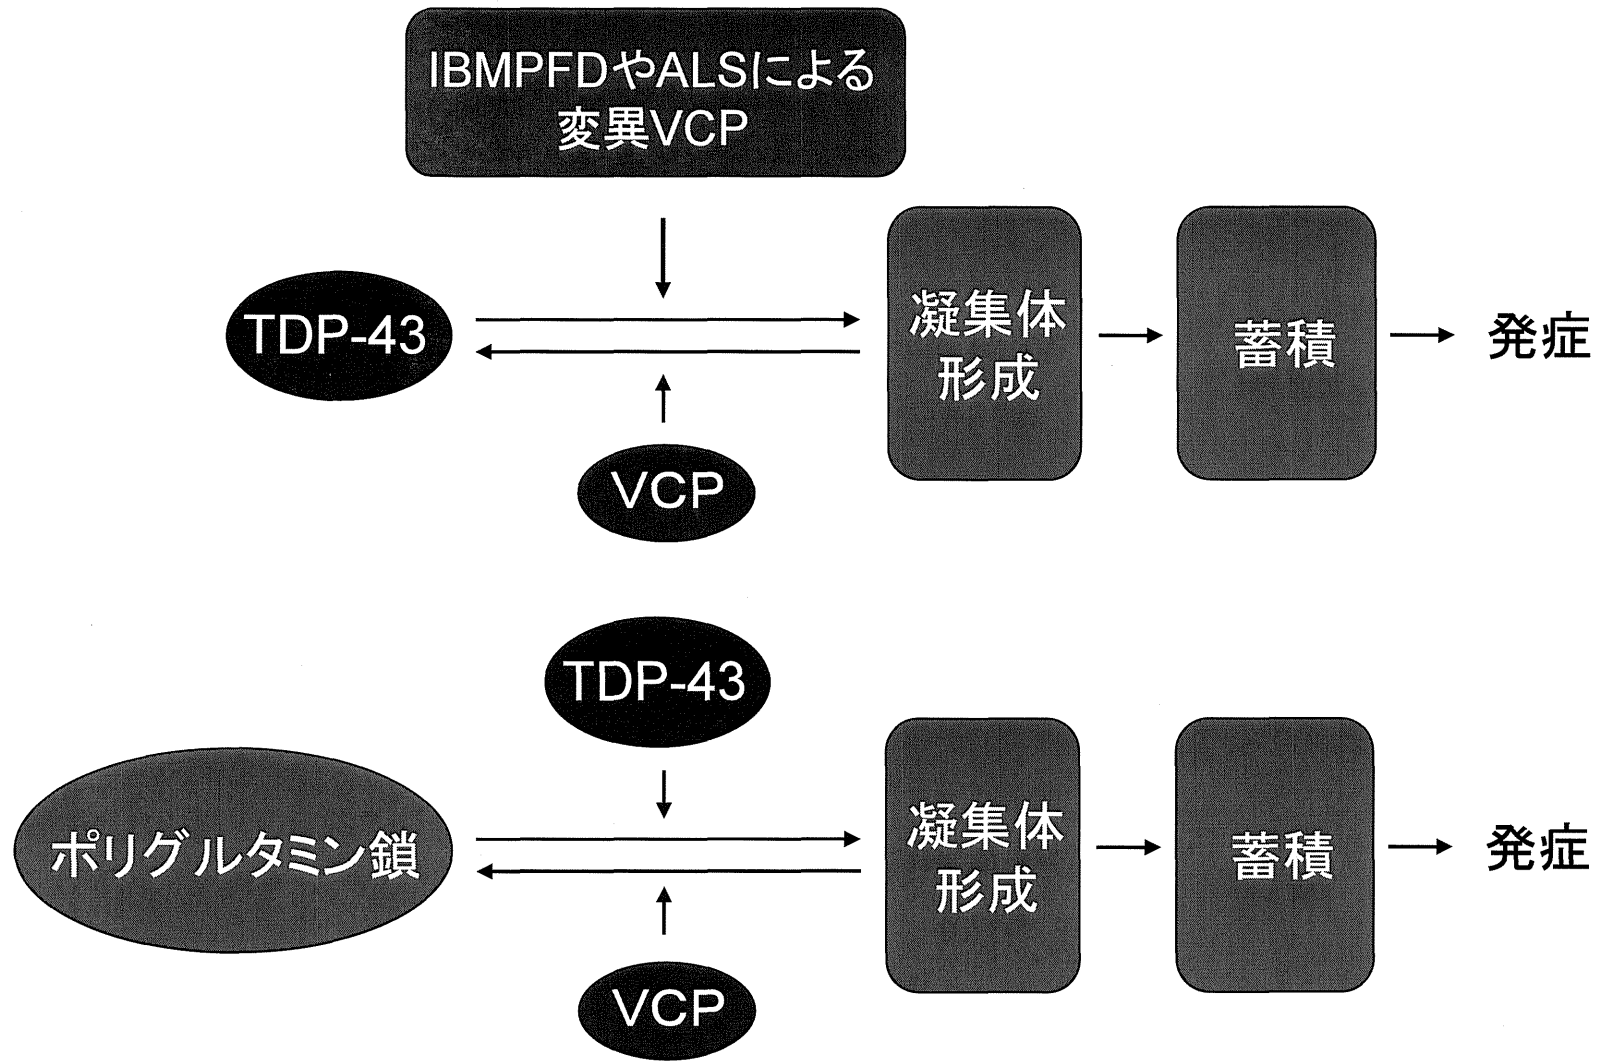 IBMPFDやALSによる
変異VCP
TDP-43
凝集体
形成
蓄積
発症
VCP
TDP-43
ポリグルタミン鎖
凝集体
形成
蓄積
発症
VCP